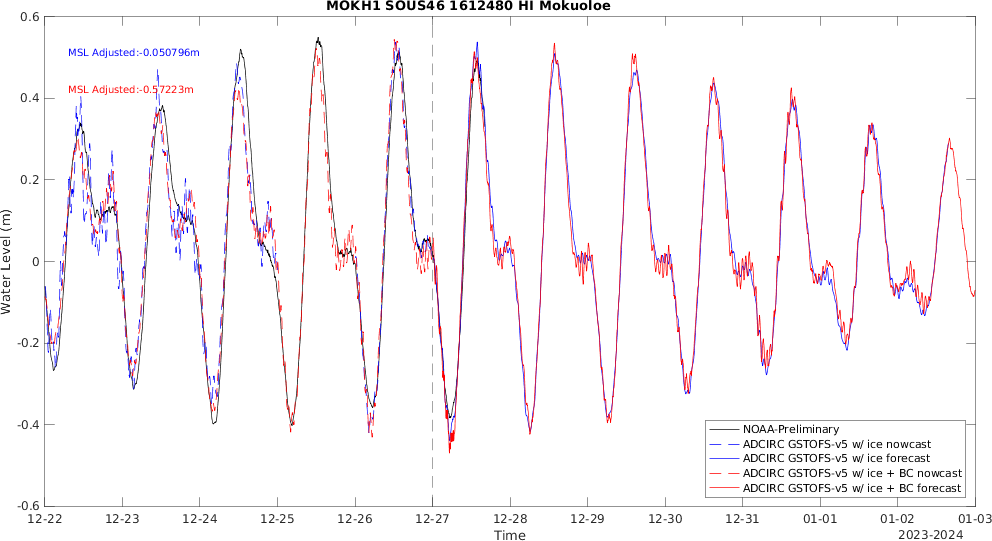 MOKH1 SOUS46 1612480 HI Mokuoloe
0.6
MSL Adjusted:-0.050796m
MSL Adjusted:-0.57223m
0.4
0.2
0
-0.2
-0.4
-0.6
Water Level (m)
NOAA-Preliminary
ADCIRC GSTOFS-v5 w/ ice nowcast
ADCIRC GSTOFS-v5 w/ ice forecast
ADCIRC GSTOFS-v5 w/ ice + BC nowcast
ADCIRC GSTOFS-v5 w/ ice + BC forecast
12-22 12-23 12-24 12-25 12-26 12-27 12-28 12-29 12-30 12-31 01-01 01-02 01-03
Time
2023-2024